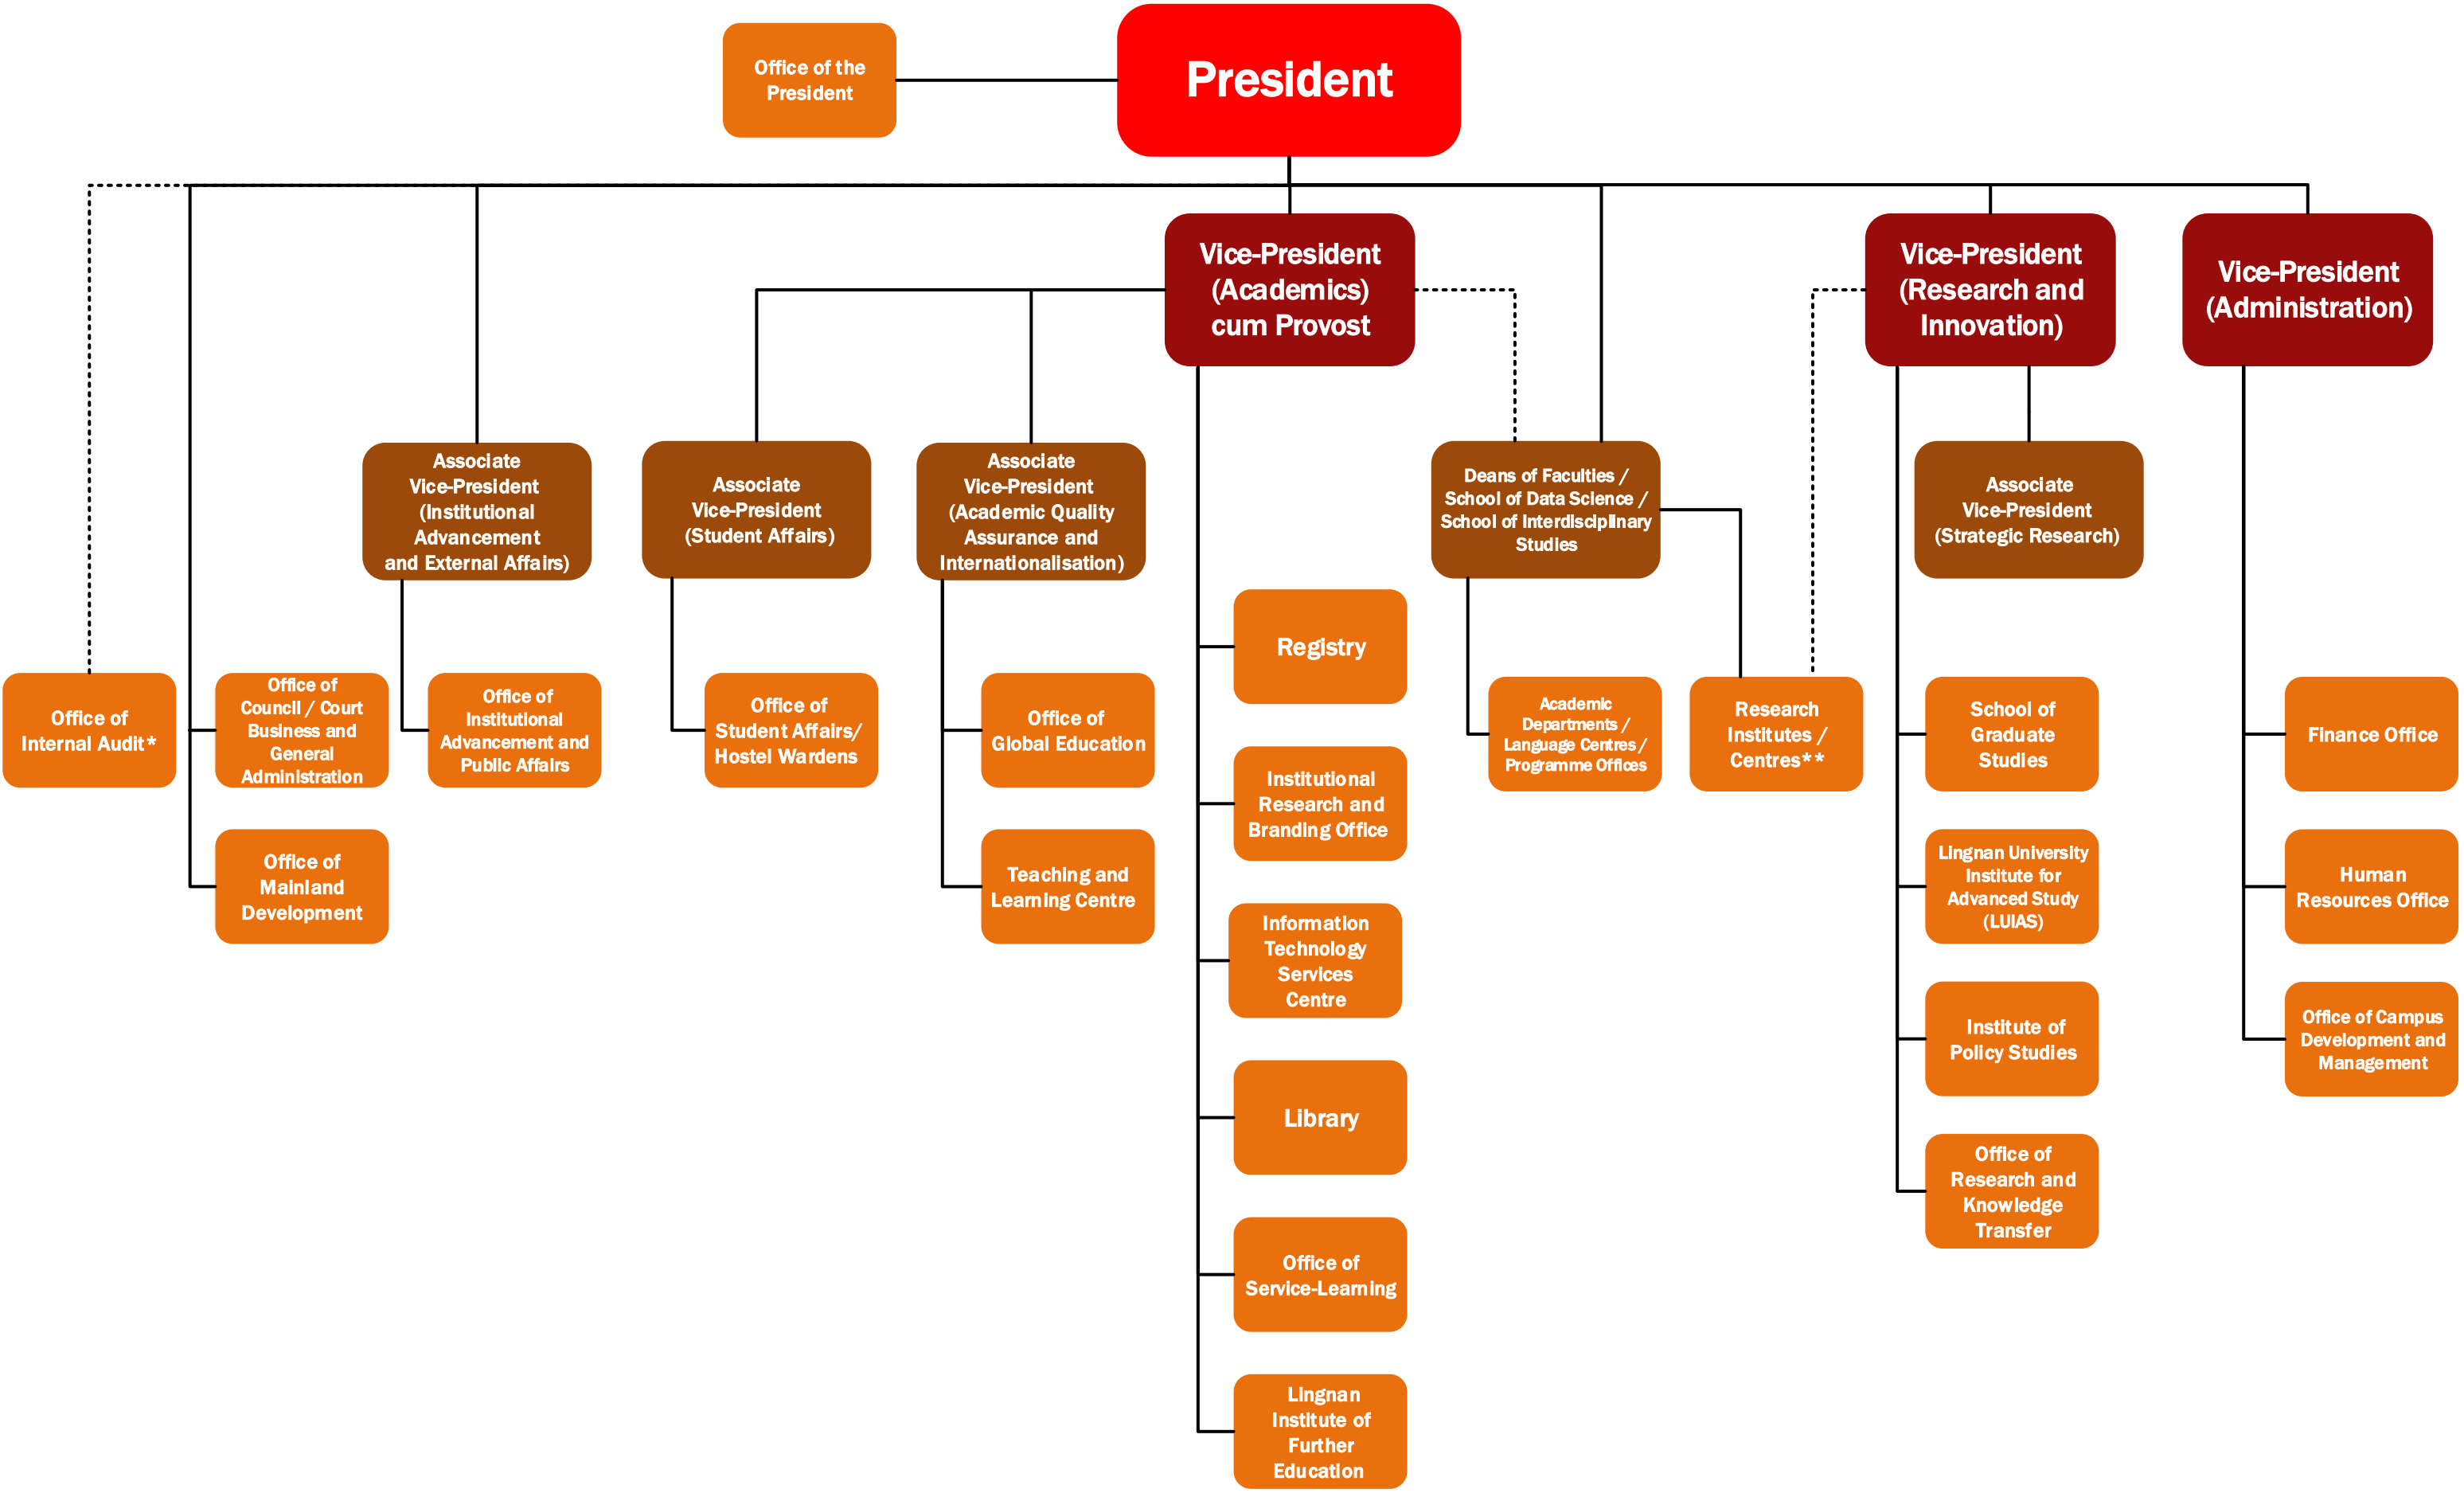 Office of the
President
President
Vice-President
(Academics)
cum Provost
Vice-President
(Research and
Innovation)
Vice-President
(Administration)
Associate
Vice-President
(Institutional
Advancement
and External Affairs)
Associate
Vice-President
(Student Affairs)
Associate
Vice-President
(Academic Quality
Assurance and
Internationalisation)
Deans of Faculties /
School of Data Science /
School of Interdisciplinary
Studies
Associate
Vice-President
(Strategic Research)
Office of
Internal Audit*
Office of
Council / Court
Business and
General
Administration
Office of
Mainland
Development
Office of
Institutional
Advancement and
Public Affairs
Office of
Student Affairs/
Hostel Wardens
Office of
Global Education
Teaching and
Learning Centre
Registry
Institutional
Research and
Branding Office
Information
Technology
Services
Centre
Library
Office of
Service-Learning
Lingnan
Institute of
Further
Education
Academic
Departments /
Language Centres /
Programme Offices
Research
Institutes /
Centres**
School of
Graduate
Studies
Lingnan University
Institute for
Advanced Study
(LUIAS)
Institute of
Policy Studies
Office of
Research and
Knowledge
Transfer
Finance Office
Human
Resources Office
Office of Campus
Development and
Management